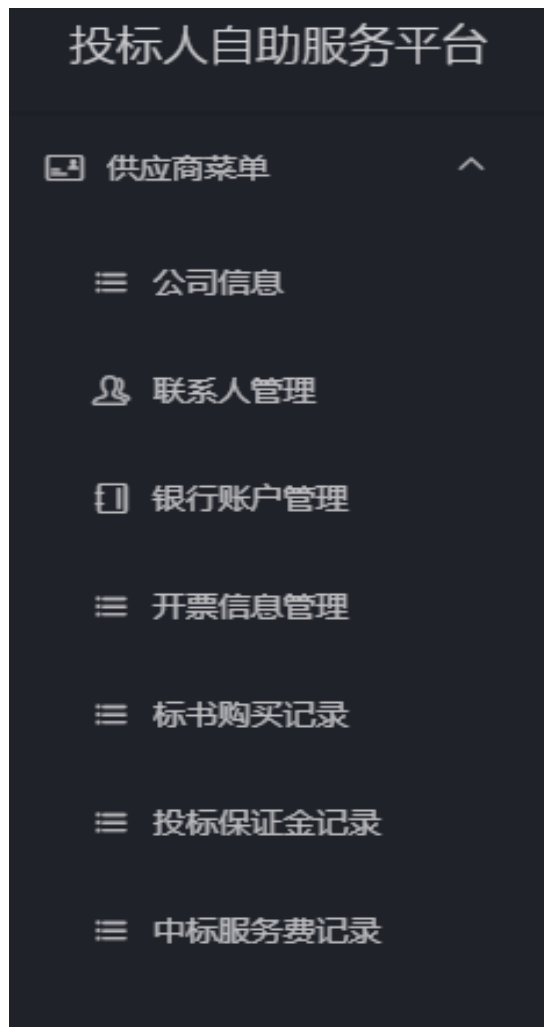 投标人自助服务平台
供应商菜单
公司信息
联系人管理
银行账户管理
开票信息管理
标书购买记录
投标保证金记录
中标服务费记录